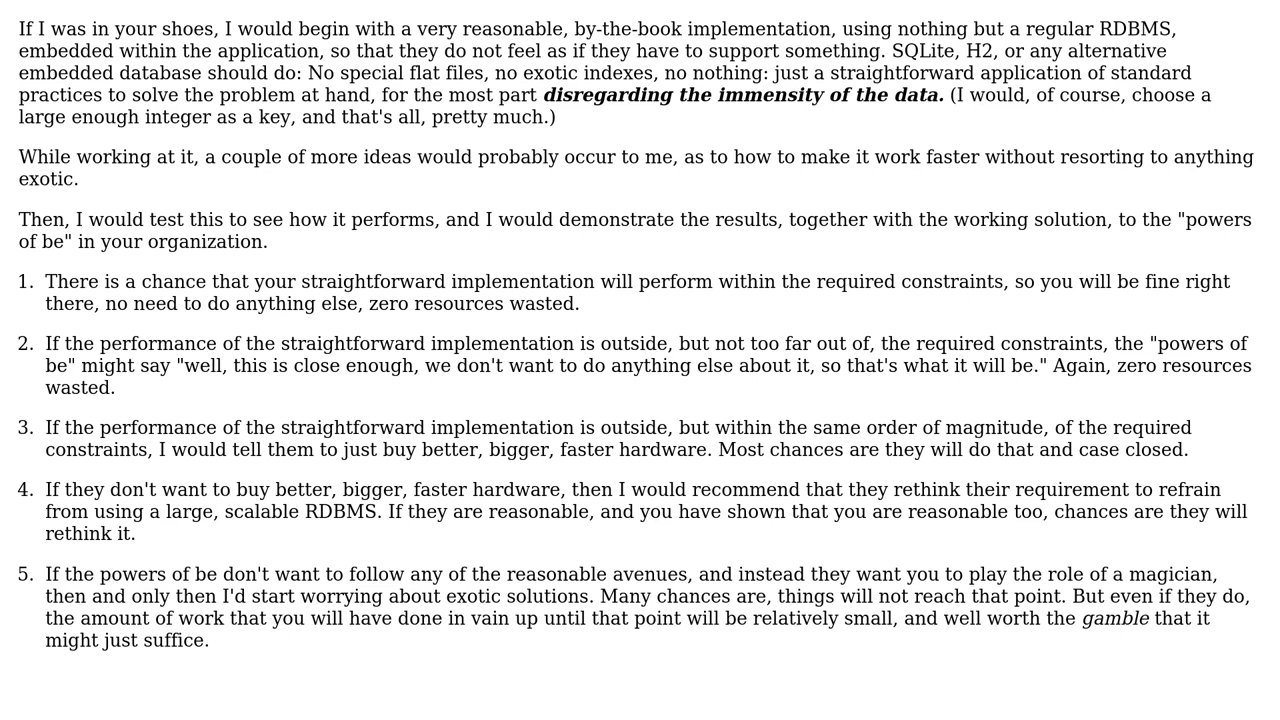 If I was in your shoes, I would begin with a very reasonable, by-the-book implementation, using nothing but a regular RDBMS,
embedded within the application, so that they do not feel as if they have to support something. SQLite, H2, or any alternative
embedded database should do: No special flat files, no exotic indexes, no nothing: just a straightforward application of standard
practices to solve the problem at hand, for the most part disregarding the immensity of the data. (I would, of course, choose a
large enough integer as a key, and that's all, pretty much.)
While working at it, a couple of more ideas would probably occur to me, as to how to make it work faster without resorting to anything
exotic.
Then, I would test this to see how it performs, and I would demonstrate the results, together with the working solution, to the "powers
of be" in your organization.
1. There is a chance that your straightforward implementation will perform within the required constraints, so you will be fine right
there, no need to do anything else, zero resources wasted.
2. If the performance of the straightforward implementation is outside, but not too far out of, the required constraints, the "powers of
be" might say "well, this is close enough, we don't want to do anything else about it, so that's what it will be." Again, zero resources
wasted.
3. If the performance of the straightforward implementation is outside, but within the same order of magnitude, of the required
constraints, I would tell them to just buy better, bigger, faster hardware. Most chances are they will do that and case closed.
4. If they don't want to buy better, bigger, faster hardware, then I would recommend that they rethink their requirement to refrain
from using a large, scalable RDBMS. If they are reasonable, and you have shown that you are reasonable too, chances are they will
rethink it.
5. If the powers of be don't want to follow any of the reasonable avenues, and instead they want you to play the role of a magician,
then and only then I'd start worrying about exotic solutions. Many chances are, things will not reach that point. But even if they do,
the amount of work that you will have done in vain up until that point will be relatively small, and well worth the gamble that it
might just suffice.